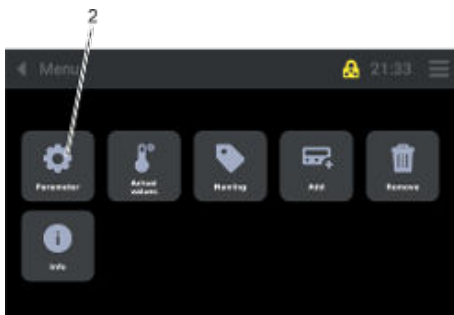 2
Menu
21:33
Parameter
Actual
values
Naming
Add
Remove
Info